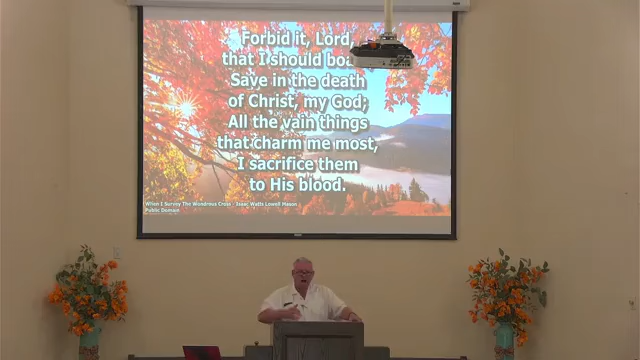 Forbid it, Lord,
that I should
Save in the death
of Christ, my God;
All the vain things
that charm me most,
I sacrifice them
to His blood.
When I Survey The Wondrous Cross - Isaac Watts Lowell Mason
Public Domain